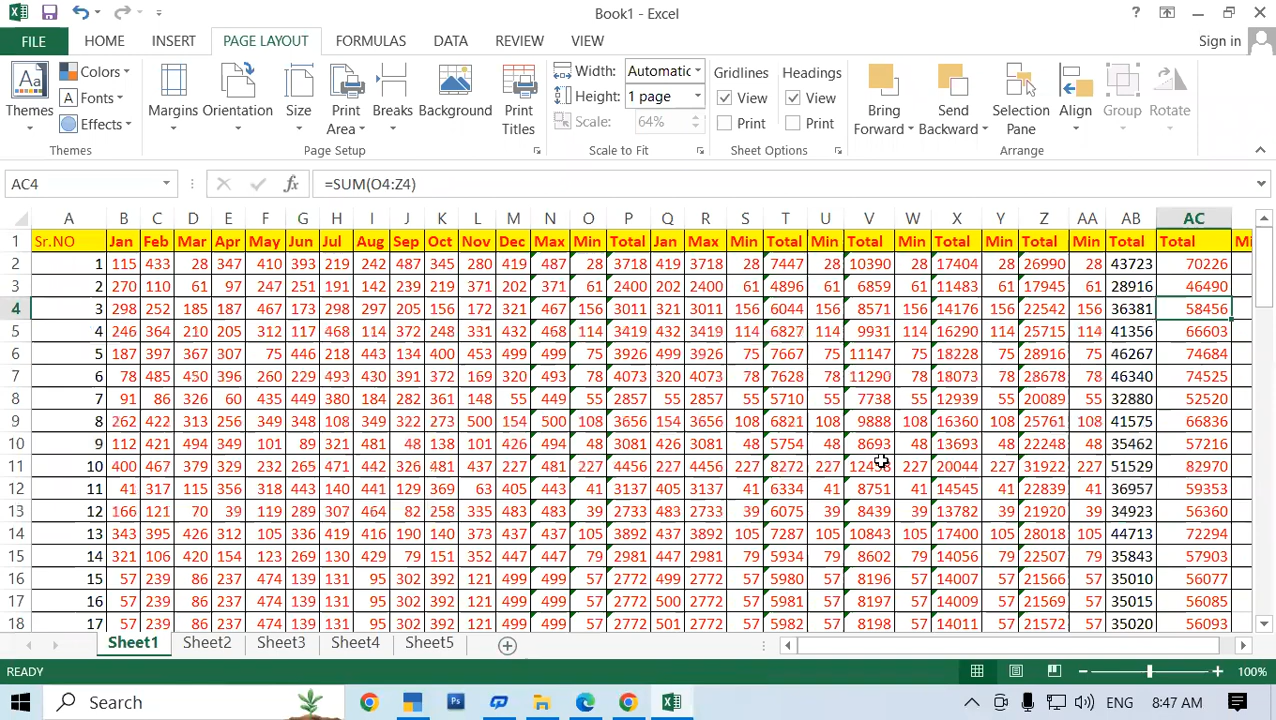 Book1 - Excel
?
FILE HOME INSERT PAGE LAYOUT FORMULAS DATA REVIEW VIEW Sign in
Themes Colors Fonts Effects Themes
Margins Orientation Size Print Area Breaks Background Print Titles Page Setup
Width: Automatic Height: 1 page Scale: 64% Scale to Fit
Gridlines View Print Headings View Print Sheet Options
Bring Forward Send Backward Selection Pane Align Group Rotate Arrange
AC4 fx =SUM(O4:Z4)
A B C D E F G H I J K L M N O P Q R S T U V W X Y Z AA AB AC
1 Sr.NO Jan Feb Mar Apr May Jun Jul Aug Sep Oct Nov Dec Max Min Total Jan Max Min Total Min Total Min Total Min Total Min Total Total
2 1 115 433 28 347 410 393 219 242 487 345 280 419 487 28 3718 419 3718 28 7447 28 10390 28 17404 28 26990 28 43723 70226
3 2 270 110 61 97 247 251 191 142 239 219 371 202 371 61 2400 202 2400 61 4896 61 6859 61 11483 61 17945 61 28916 46490
4 3 298 252 185 187 467 173 298 297 205 156 172 321 467 156 3011 321 3011 156 6044 156 8571 156 14176 156 22542 156 36381 58456
5 4 246 364 210 205 312 117 468 114 372 248 331 432 468 114 3419 432 3419 114 6827 114 9931 114 16290 114 25715 114 41356 66603
6 5 187 397 367 307 75 446 218 443 134 400 453 499 499 75 3926 499 3926 75 7667 75 11147 75 18228 75 28916 75 46267 74684
7 6 78 485 450 396 260 229 493 430 391 372 169 320 493 78 4073 320 4073 78 7628 78 11290 78 18073 78 28678 78 46340 74525
8 7 91 86 326 60 435 449 380 184 282 361 148 55 449 55 2857 55 2857 55 5710 55 7738 55 12939 55 20089 55 32880 52520
9 8 262 422 313 256 349 348 108 349 322 273 500 154 500 108 3656 154 3656 108 6821 108 9888 108 16360 108 25761 108 41575 66836
10 9 112 421 494 349 101 89 321 481 48 138 101 426 494 48 3081 426 3081 48 5754 48 8693 48 13693 48 22248 48 35462 57216
11 10 400 467 379 329 232 265 471 442 326 481 437 227 481 227 4456 227 4456 227 8272 227 227 20044 227 31922 227 51529 82970
12 11 41 317 115 356 318 443 144 441 129 369 63 405 443 41 3137 405 3137 41 6334 41 8751 41 14545 41 22839 41 36957 59353
13 12 166 121 70 39 119 289 307 464 82 258 335 483 483 39 2733 483 2733 39 6075 39 8439 39 13782 39 21920 39 34923 56360
14 13 343 395 426 312 105 336 419 416 190 140 373 437 437 105 3892 437 3892 105 7287 105 10843 105 17400 105 28018 105 44713 72294
15 14 321 106 420 154 123 269 130 429 79 151 352 447 447 79 2981 447 2981 79 5934 79 8602 79 14056 79 22507 79 35843 57903
16 15 57 239 86 237 474 139 131 95 302 392 121 499 499 57 2772 499 2772 57 5980 57 8196 57 14007 57 21566 57 35010 56077
17 16 57 239 86 237 474 139 131 95 302 392 121 499 499 57 2772 500 2772 57 5981 57 8197 57 14009 57 21569 57 35015 56085
18 17 57 239 86 237 474 139 131 95 302 392 121 499 499 57 2772 501 2772 57 5982 57 8198 57 14011 57 21572 57 35020 56093
Sheet1 Sheet2 Sheet3 Sheet4 Sheet5
READY 100%
Search ENG 8:47 AM